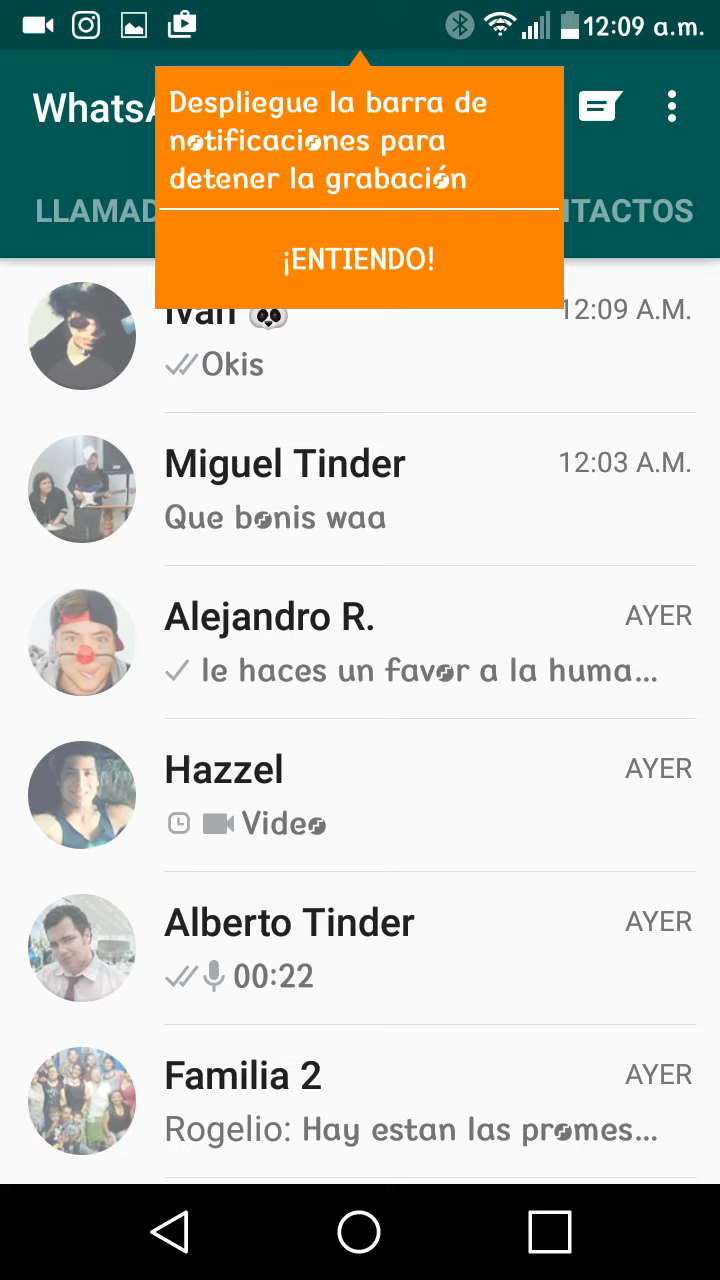 12:09 a.m.
WhatsA
Despliegue la barra de
notificaciones para
detener la grabación
¡ENTIENDO!
LLAMAD
NTACTOS
Ivan 🐼 12:09 A.M.
Okis
Miguel Tinder 12:03 A.M.
Que bonis waa
Alejandro R. AYER
le haces un favor a la huma...
Hazzel AYER
Video
Alberto Tinder AYER
00:22
Familia 2 AYER
Rogelio: Hay estan las promes...